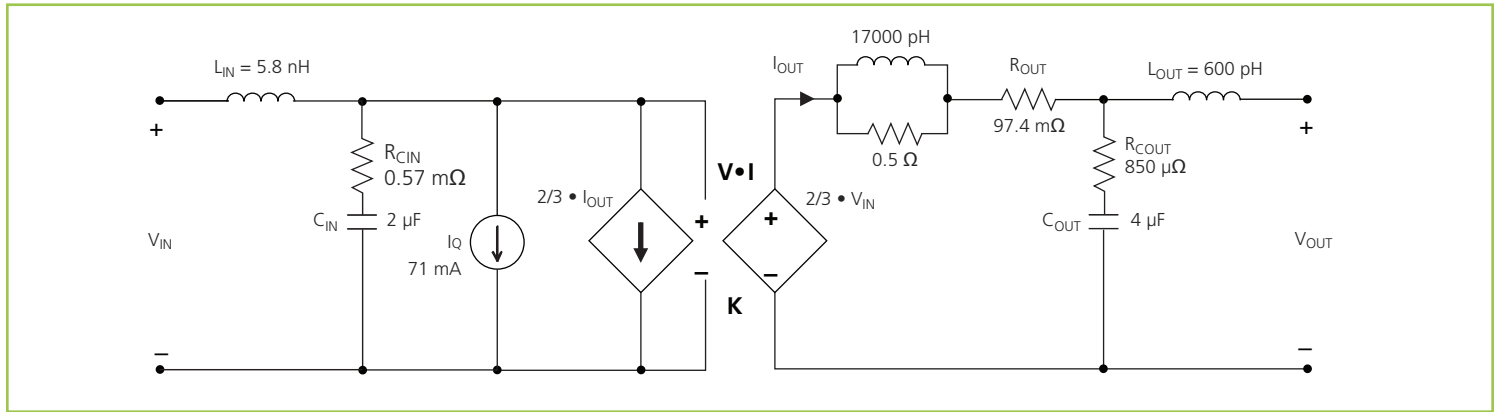 L_IN = 5.8 nH
+
R_CIN
0.57 mΩ
C_IN
2 µF
V_IN
−
I_Q
71 mA
2/3 • I_OUT
V•I
+
−
K
+
−
2/3 • V_IN
I_OUT
17000 pH
0.5 Ω
R_OUT
97.4 mΩ
L_OUT = 600 pH
R_COUT
850 µΩ
C_OUT
4 µF
+
V_OUT
−